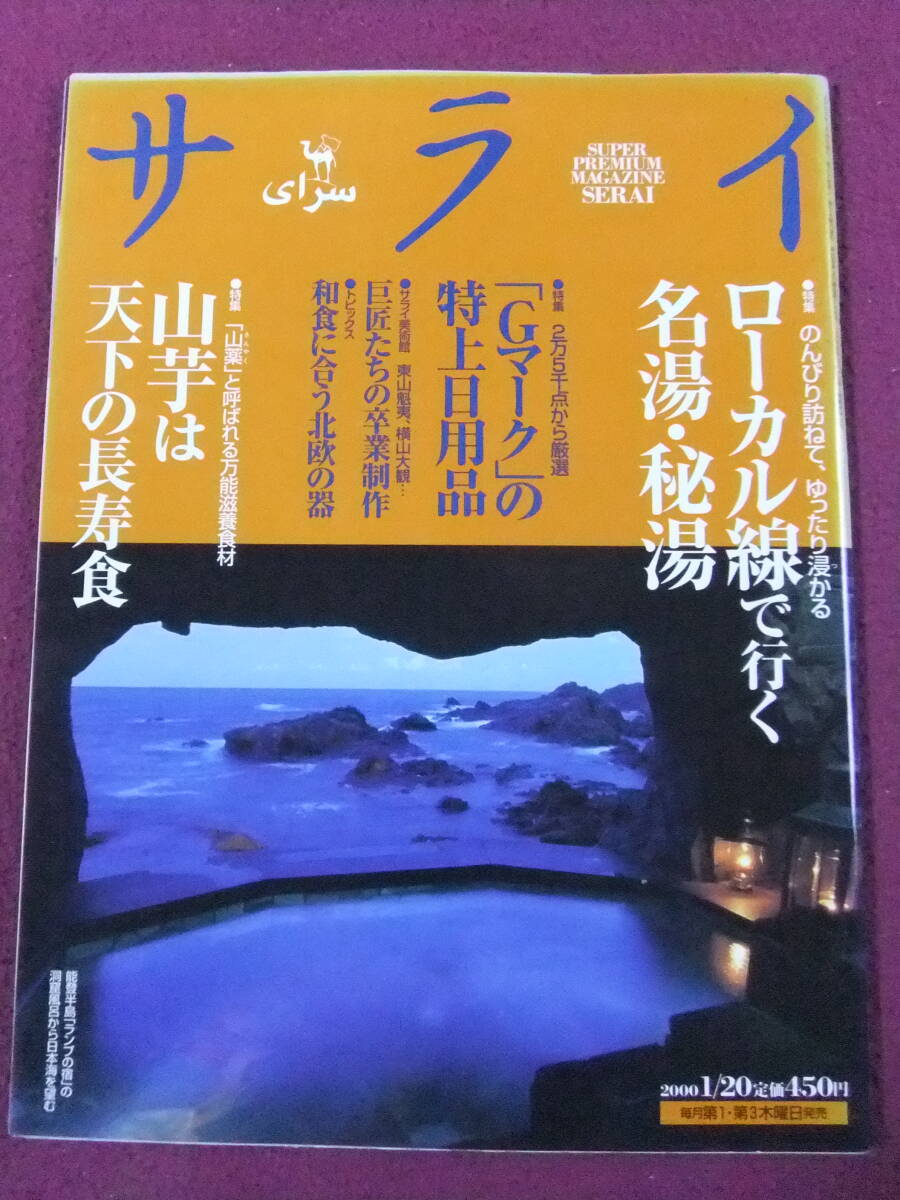 サライ
سرای
SUPER
PREMIUM
MAGAZINE
SERAI
●特集 のんびり訪ねて、ゆったり浸かる
ローカル線で行く
名湯・秘湯
●特集 2万5千点から厳選
「Gマーク」の
特上日用品
●サライ美術館 東山魁夷、横山大観…
巨匠たちの卒業制作
●トピックス
和食に合う北欧の器
●特集 「山薬」と呼ばれる万能滋養食材
山芋は
天下の長寿食
能登半島「ランプの宿」の
洞窟風呂から日本海を望む
2000 1/20 定価450円
毎月第1・第3木曜日発売